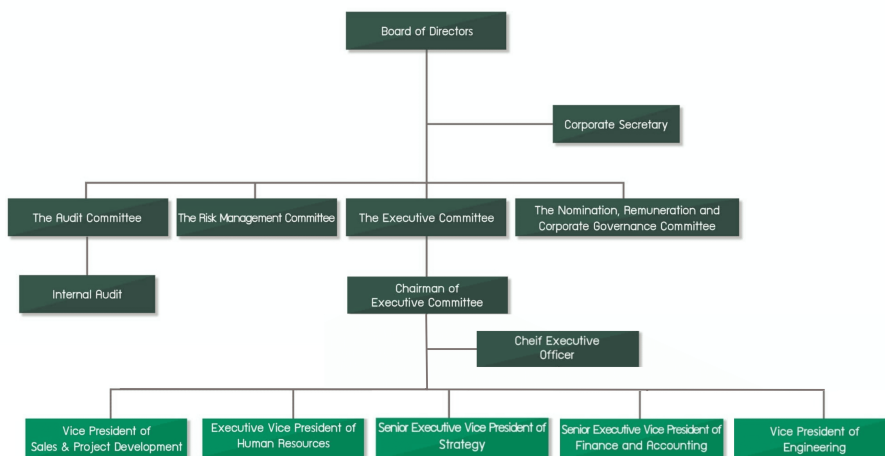 Board of Directors
Corporate Secretary
The Audit Committee
The Risk Management Committee
The Executive Committee
The Nomination, Remuneration and
Corporate Governance Committee
Internal Audit
Chairman of
Executive Committee
Cheif Executive
Officer
Vice President of
Sales & Project Development
Executive Vice President of
Human Resources
Senior Executive Vice President of
Strategy
Senior Executive Vice President of
Finance and Accounting
Vice President of
Engineering